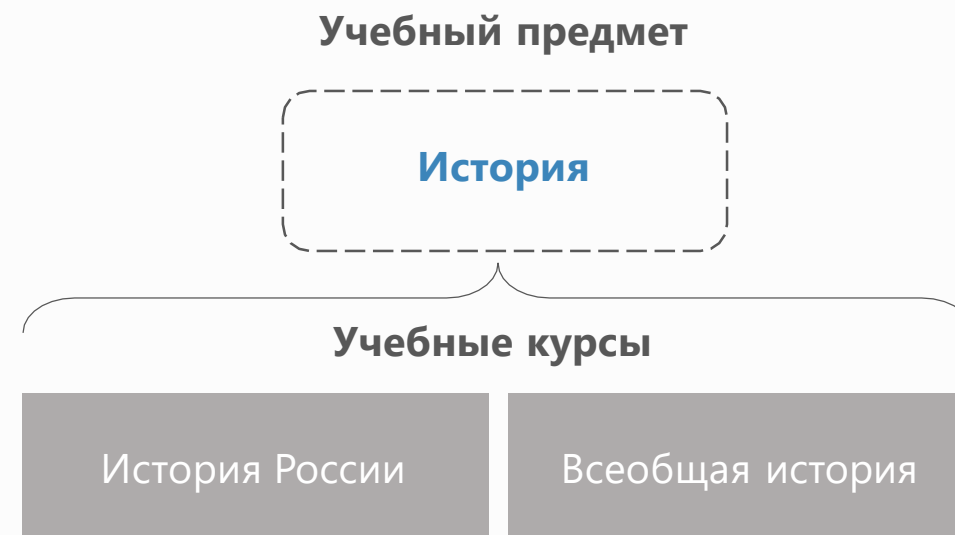 Учебный предмет
История
Учебные курсы
История России
Всеобщая история